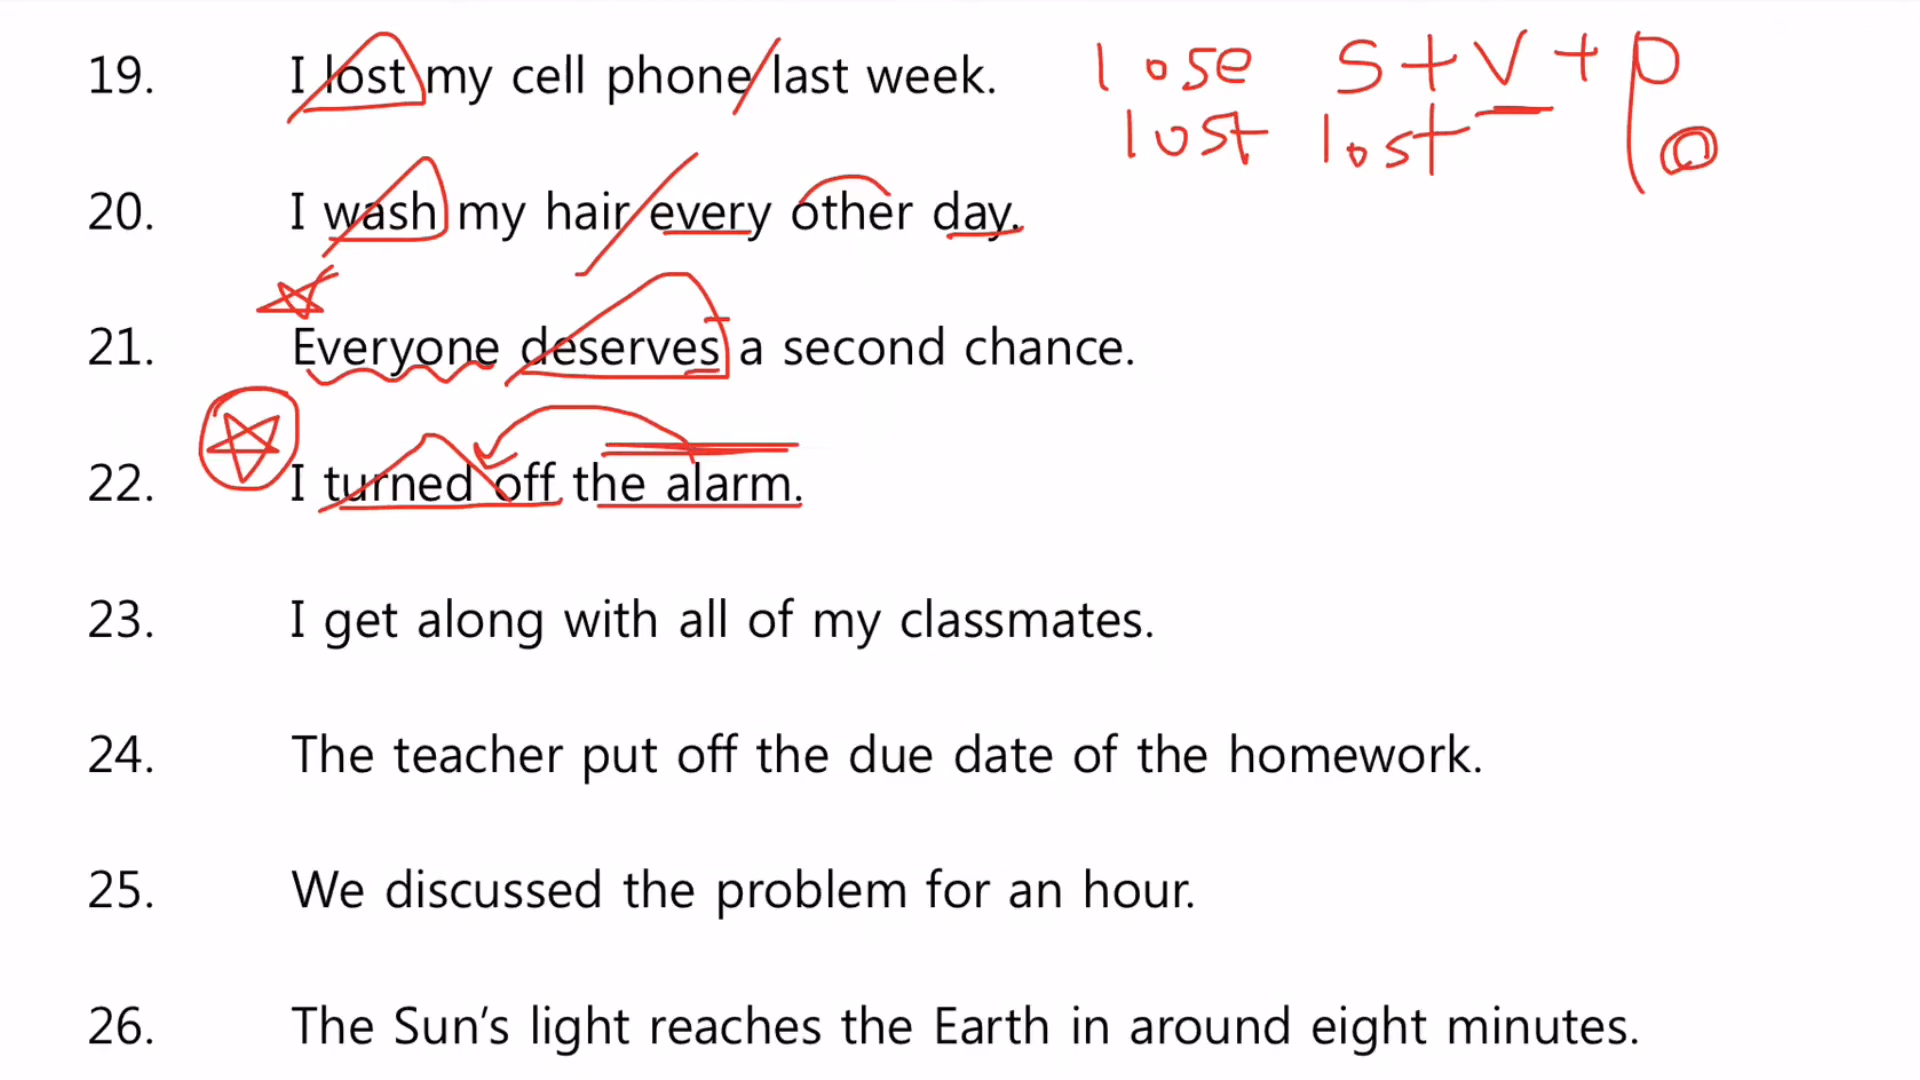 19. I lost my cell phone last week. lose S+V+ P
lost lost O
20. I wash my hair every other day.
21. Everyone deserves a second chance.
22. I turned off the alarm.
23. I get along with all of my classmates.
24. The teacher put off the due date of the homework.
25. We discussed the problem for an hour.
26. The Sun’s light reaches the Earth in around eight minutes.